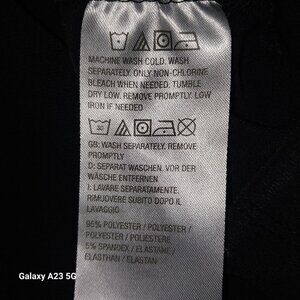 MACHINE WASH COLD. WASH
SEPARATELY. ONLY NON-CHLORINE
BLEACH WHEN NEEDED. TUMBLE
DRY LOW. REMOVE PROMPTLY. LOW
IRON IF NEEDED
GB: WASH SEPARATELY. REMOVE
PROMPTLY
D: SEPARAT WASCHEN. VOR DER
WÄSCHE ENTFERNEN
I: LAVARE SEPARATAMENTE.
RIMUOVERE SUBITO DOPO IL
LAVAGGIO
95% POLYESTER / POLYESTER /
POLYESTER / POLIESTERE
5% SPANDEX / ELASTANE /
ELASTHAN / ELASTAN
Galaxy A23 5G